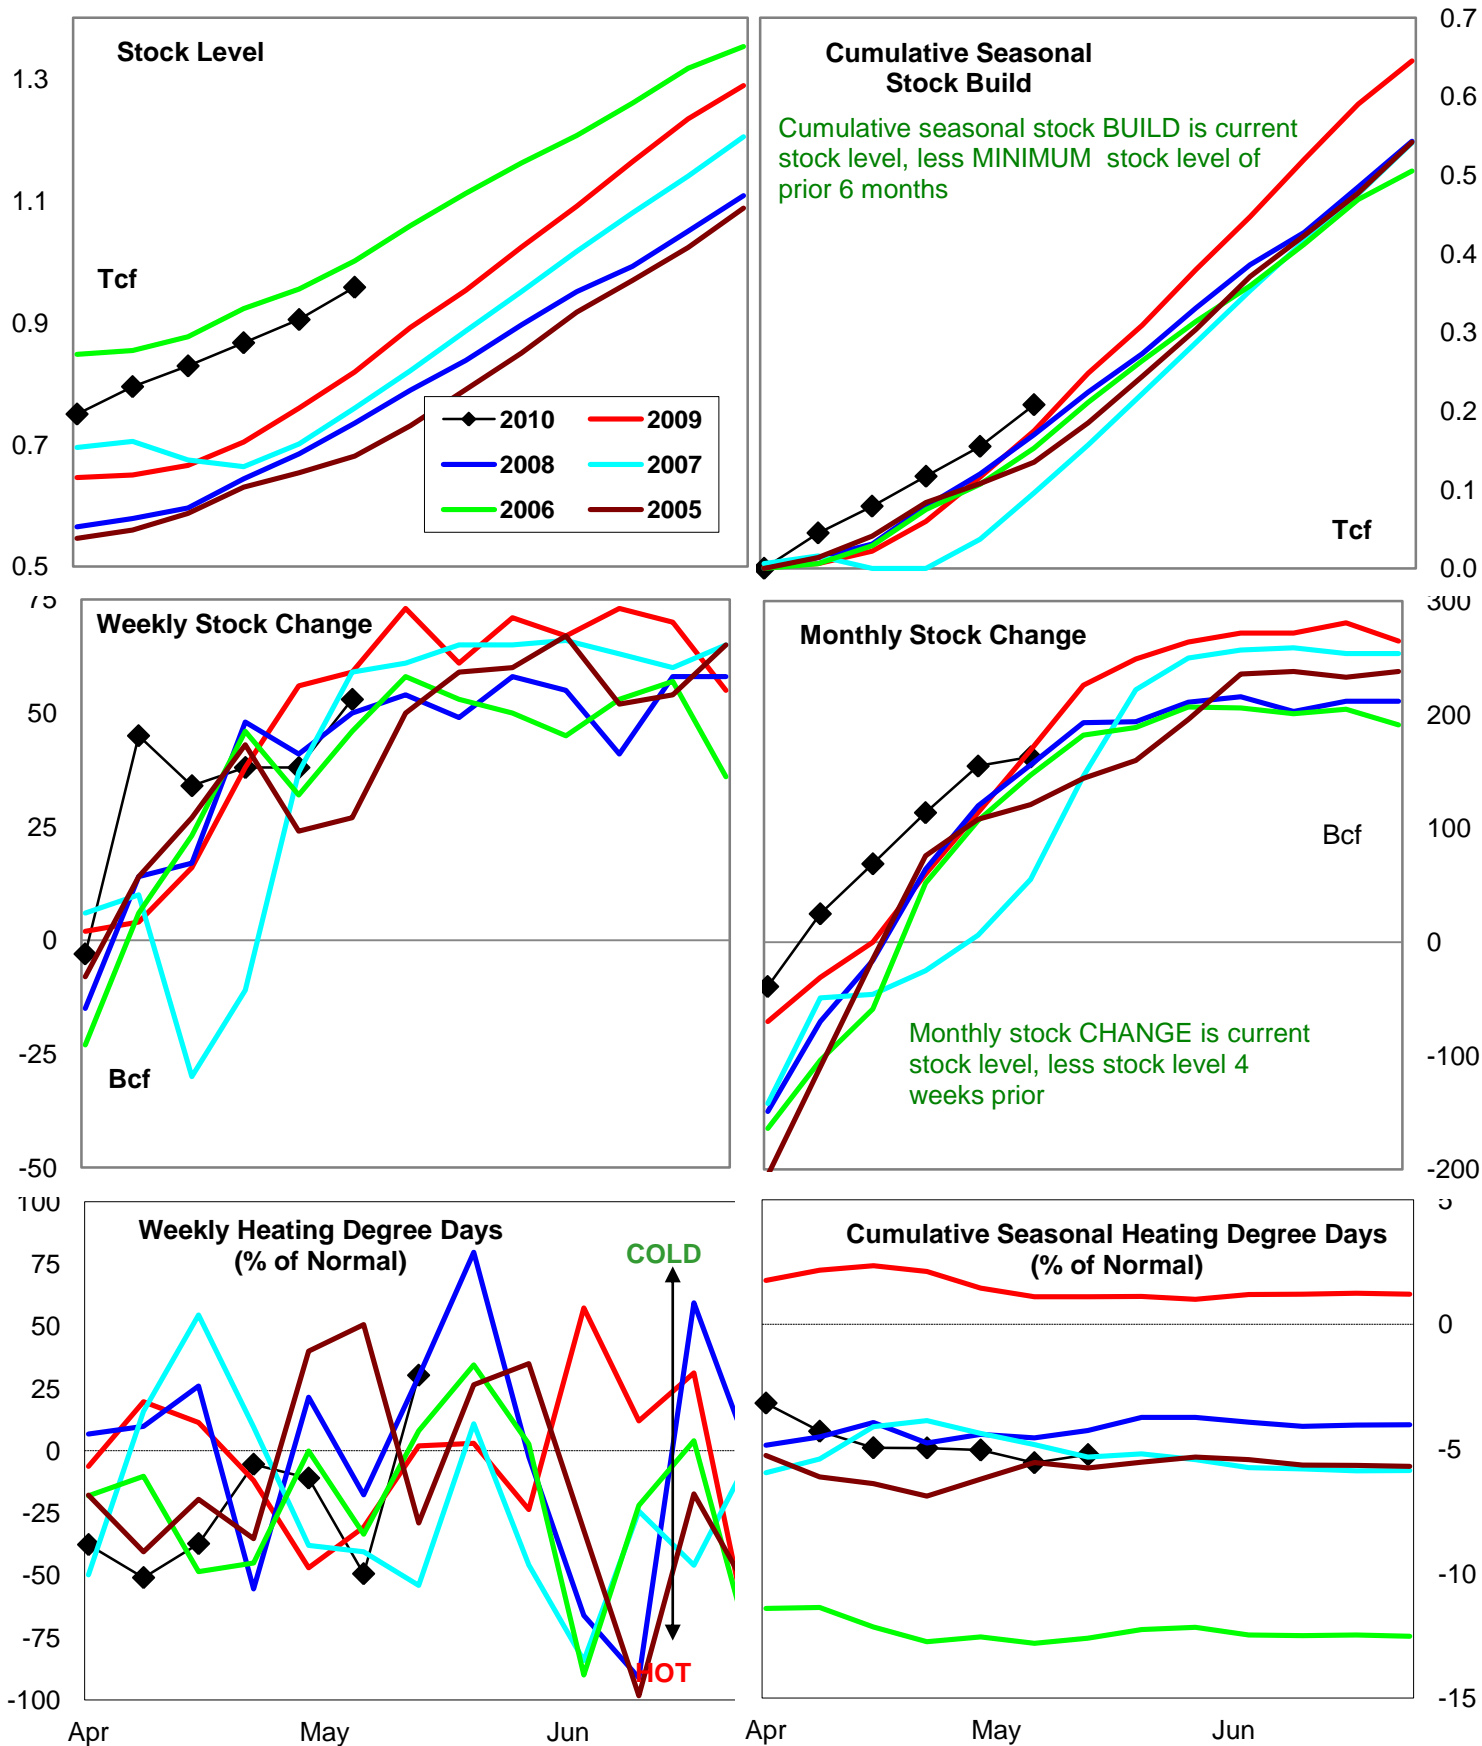 Stock Level
Tcf
1.3
1.1
0.9
0.7
0.5
2010
2009
2008
2007
2006
2005
Cumulative Seasonal
Stock Build
Cumulative seasonal stock BUILD is current
stock level, less MINIMUM stock level of
prior 6 months
Tcf
0.7
0.6
0.5
0.4
0.3
0.2
0.1
0.0
Weekly Stock Change
Bcf
75
50
25
0
-25
-50
Monthly Stock Change
Bcf
Monthly stock CHANGE is current
stock level, less stock level 4
weeks prior
300
200
100
0
-100
-200
Weekly Heating Degree Days
(% of Normal)
COLD
HOT
100
75
50
25
0
-25
-50
-75
-100
Apr
May
Jun
Cumulative Seasonal Heating Degree Days
(% of Normal)
5
0
-5
-10
-15
Apr
May
Jun